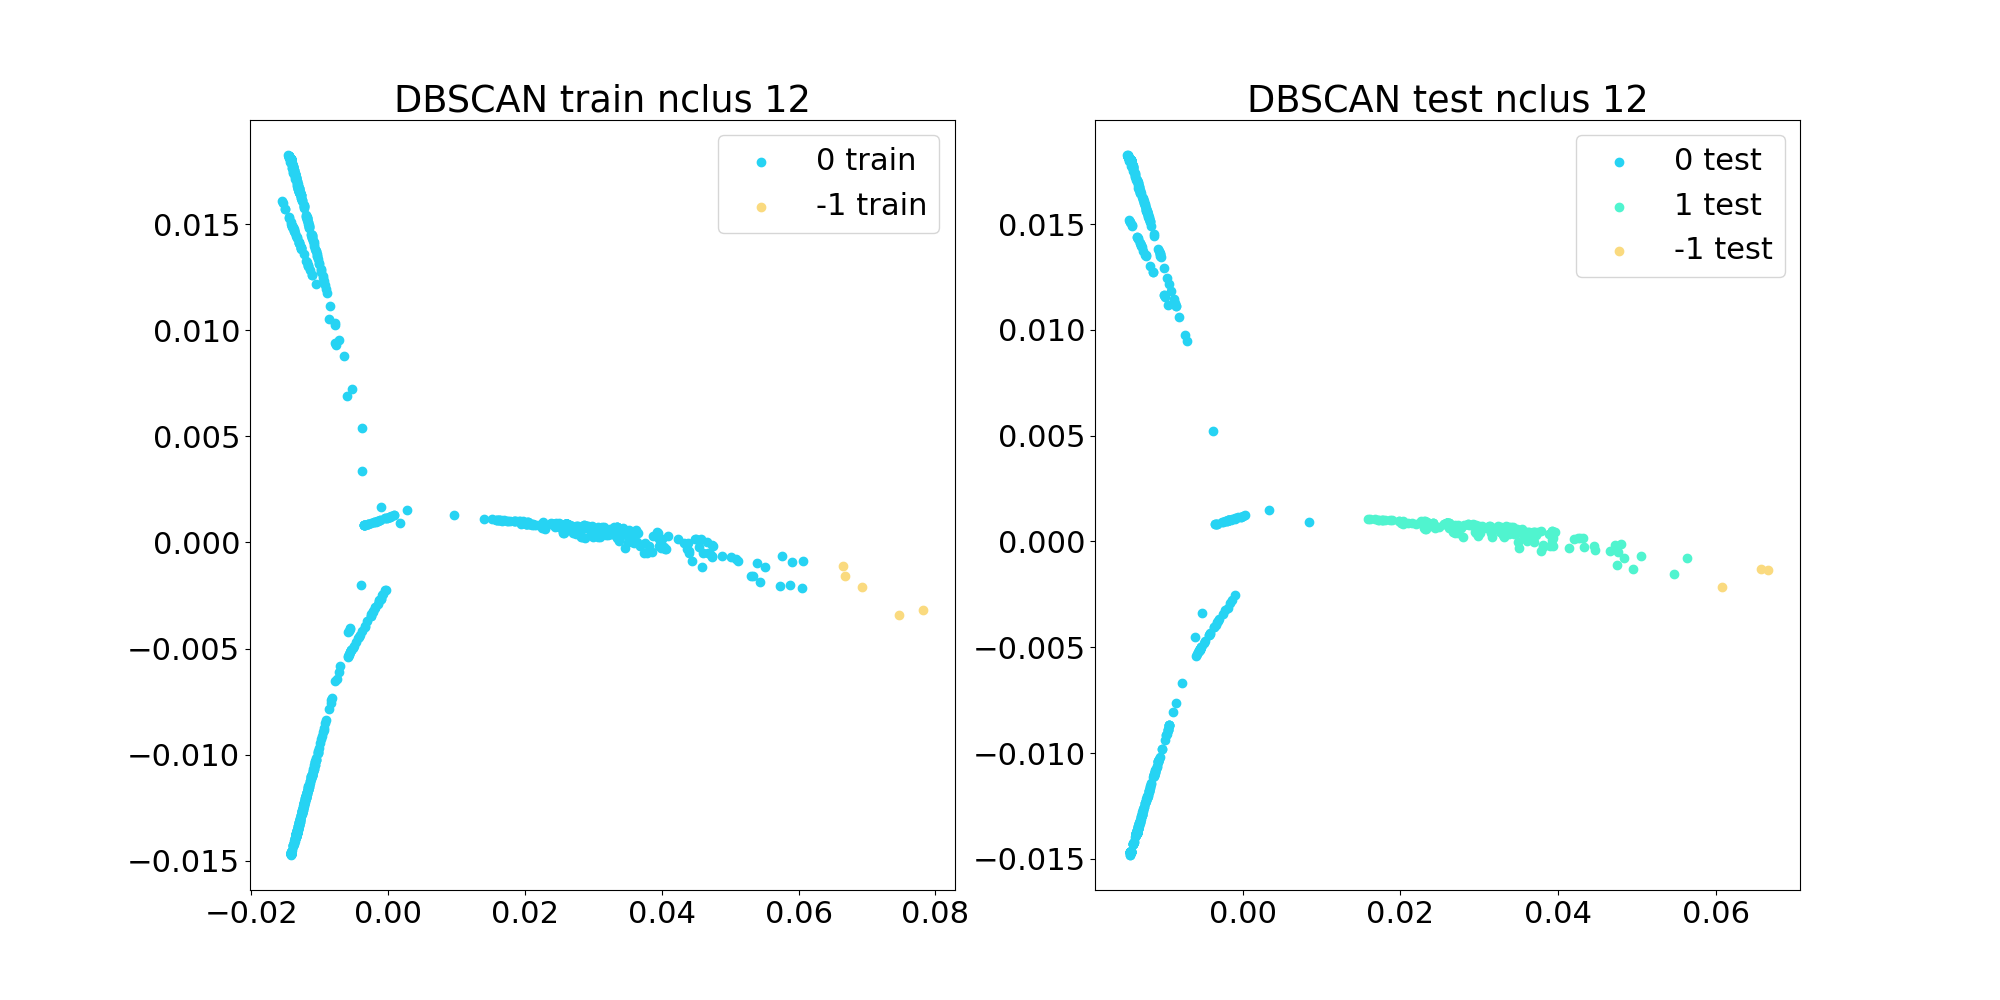 DBSCAN train nclus 12
0 train
-1 train
0.015
0.010
0.005
0.000
−0.005
−0.010
−0.015
−0.02 0.00 0.02 0.04 0.06 0.08
DBSCAN test nclus 12
0 test
1 test
-1 test
0.015
0.010
0.005
0.000
−0.005
−0.010
−0.015
0.00 0.02 0.04 0.06